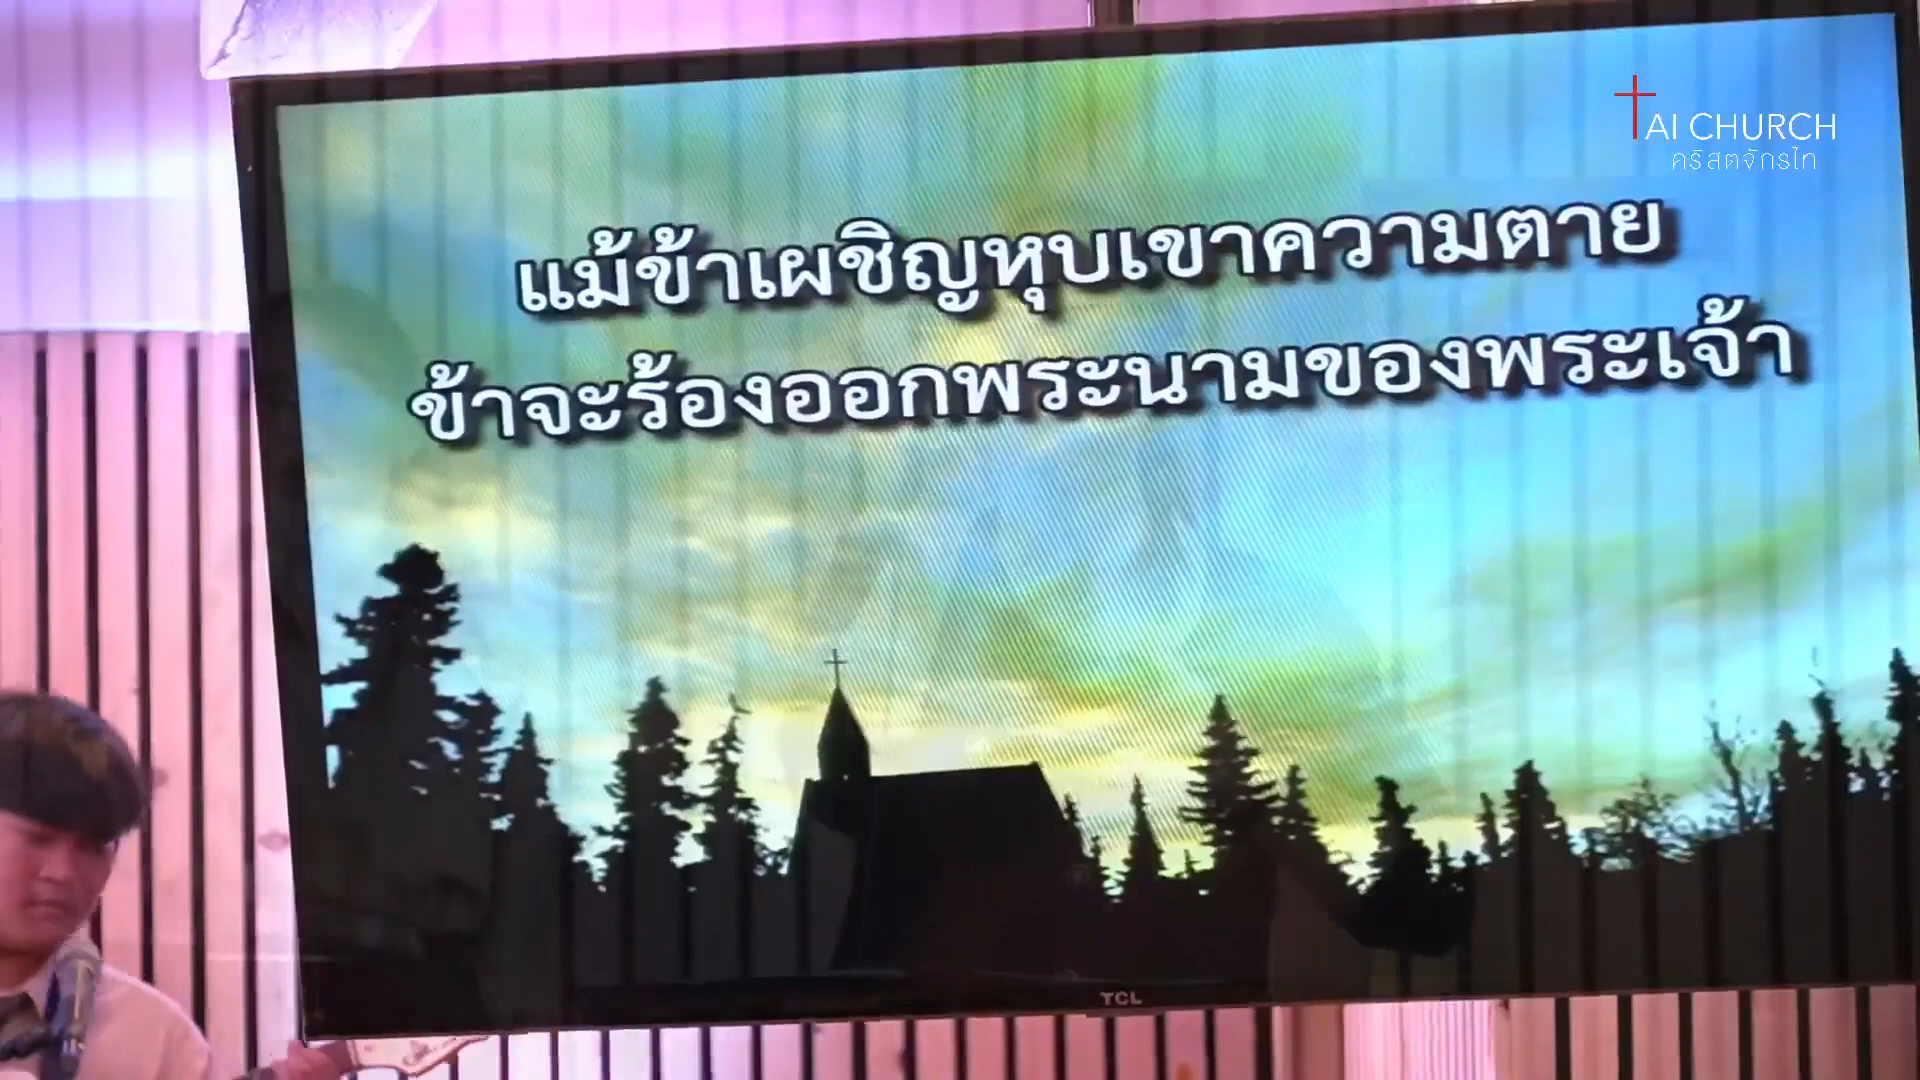 TAI CHURCH
คริสตจักรไท
แม้ข้าเผชิญหุบเขาความตาย
ข้าจะร้องออกพระนามของพระเจ้า
TCL